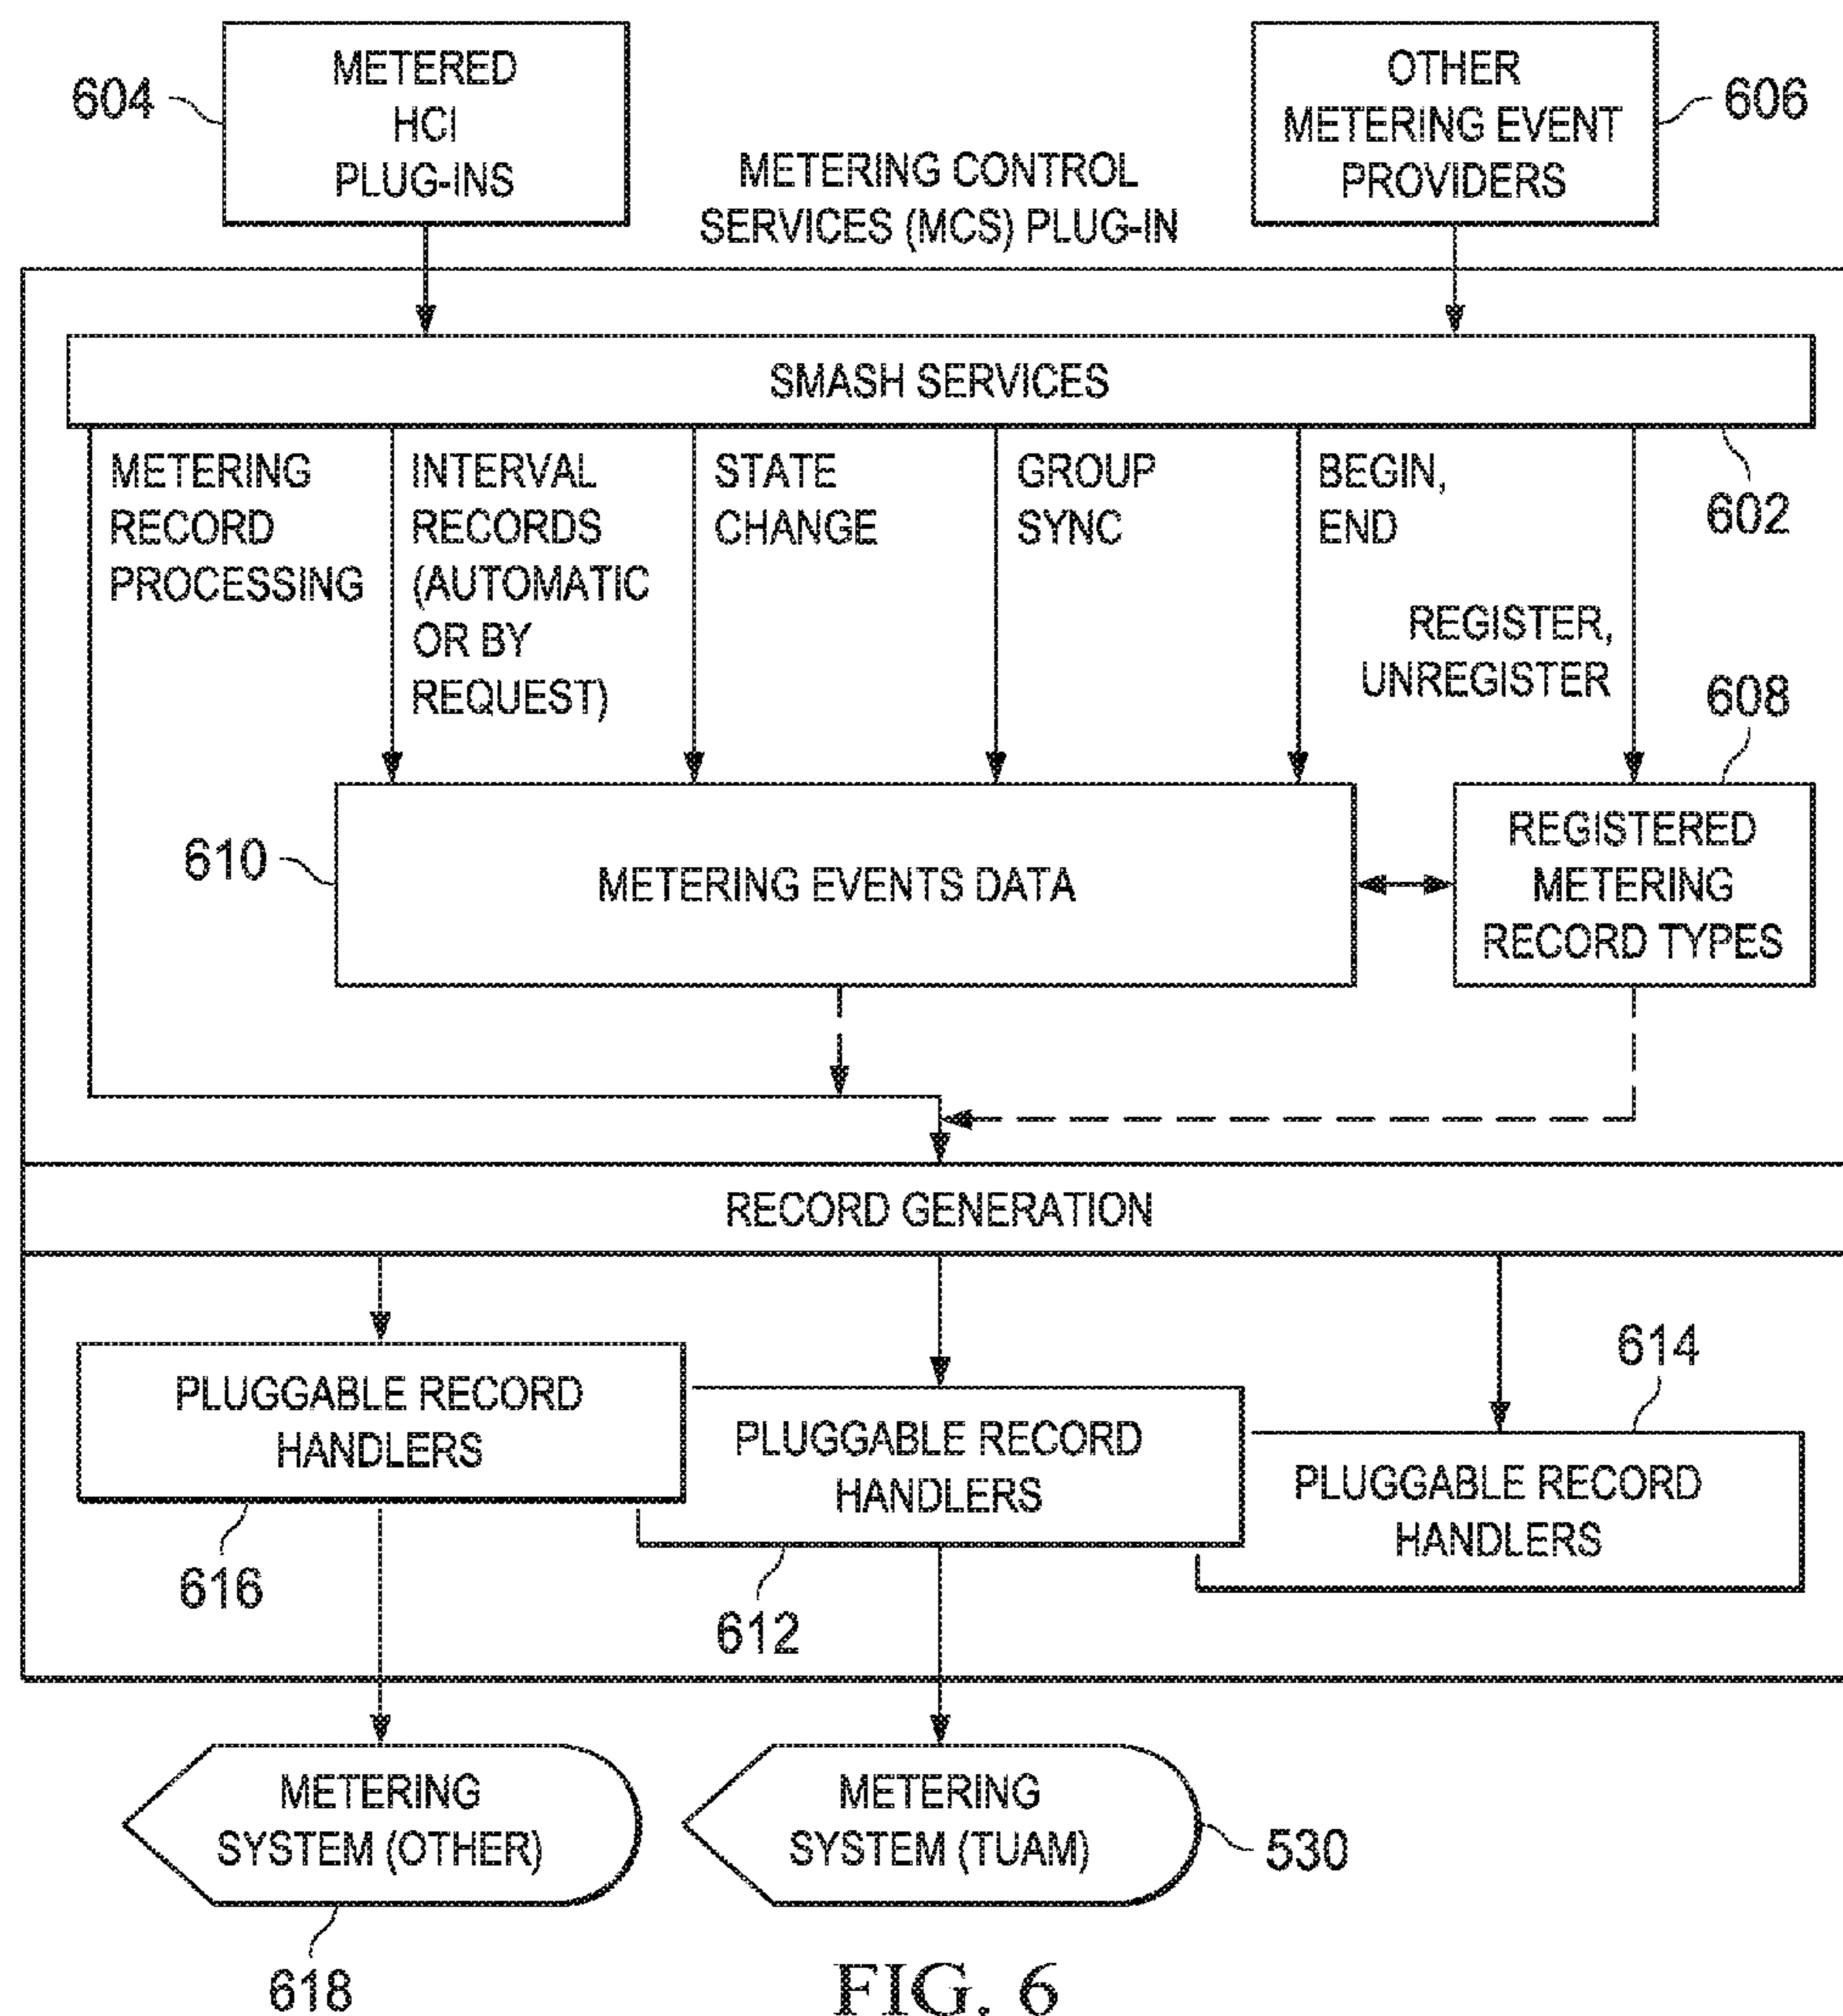 METERED
HCI
PLUG-INS
604
OTHER
METERING EVENT
PROVIDERS
606
METERING CONTROL
SERVICES (MCS) PLUG-IN
SMASH SERVICES
602
METERING
RECORD
PROCESSING
INTERVAL
RECORDS
(AUTOMATIC
OR BY
REQUEST)
STATE
CHANGE
GROUP
SYNC
BEGIN,
END
REGISTER,
UNREGISTER
608
610
METERING EVENTS DATA
REGISTERED
METERING
RECORD TYPES
RECORD GENERATION
PLUGGABLE RECORD
HANDLERS
616
PLUGGABLE RECORD
HANDLERS
612
614
PLUGGABLE RECORD
HANDLERS
METERING
SYSTEM (OTHER)
618
METERING
SYSTEM (TUAM)
530
FIG. 6